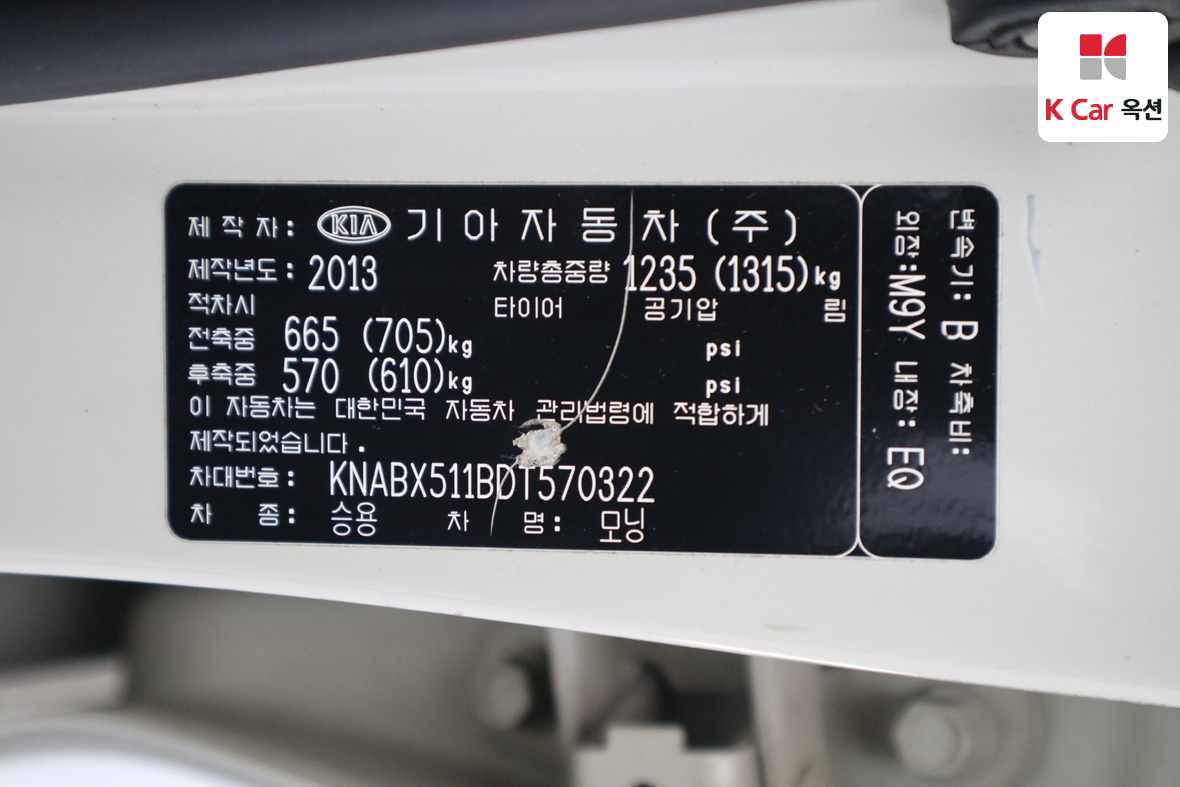 K Car 옥션
제 작 자: KIA 기아자동차(주)
제작년도: 2013 차량총중량 1235 (1315)kg
적차시 타이어 공기압 림
전축중 665 (705)kg psi
후축중 570 (610)kg psi
이 자동차는 대한민국 자동차 관리법령에 적합하게
제작되었습니다.
차대번호: KNABX511BDT570322
차 종: 승용 차 명: 모닝
변속기: B 차축비:
외장:M9Y 내장: EQ